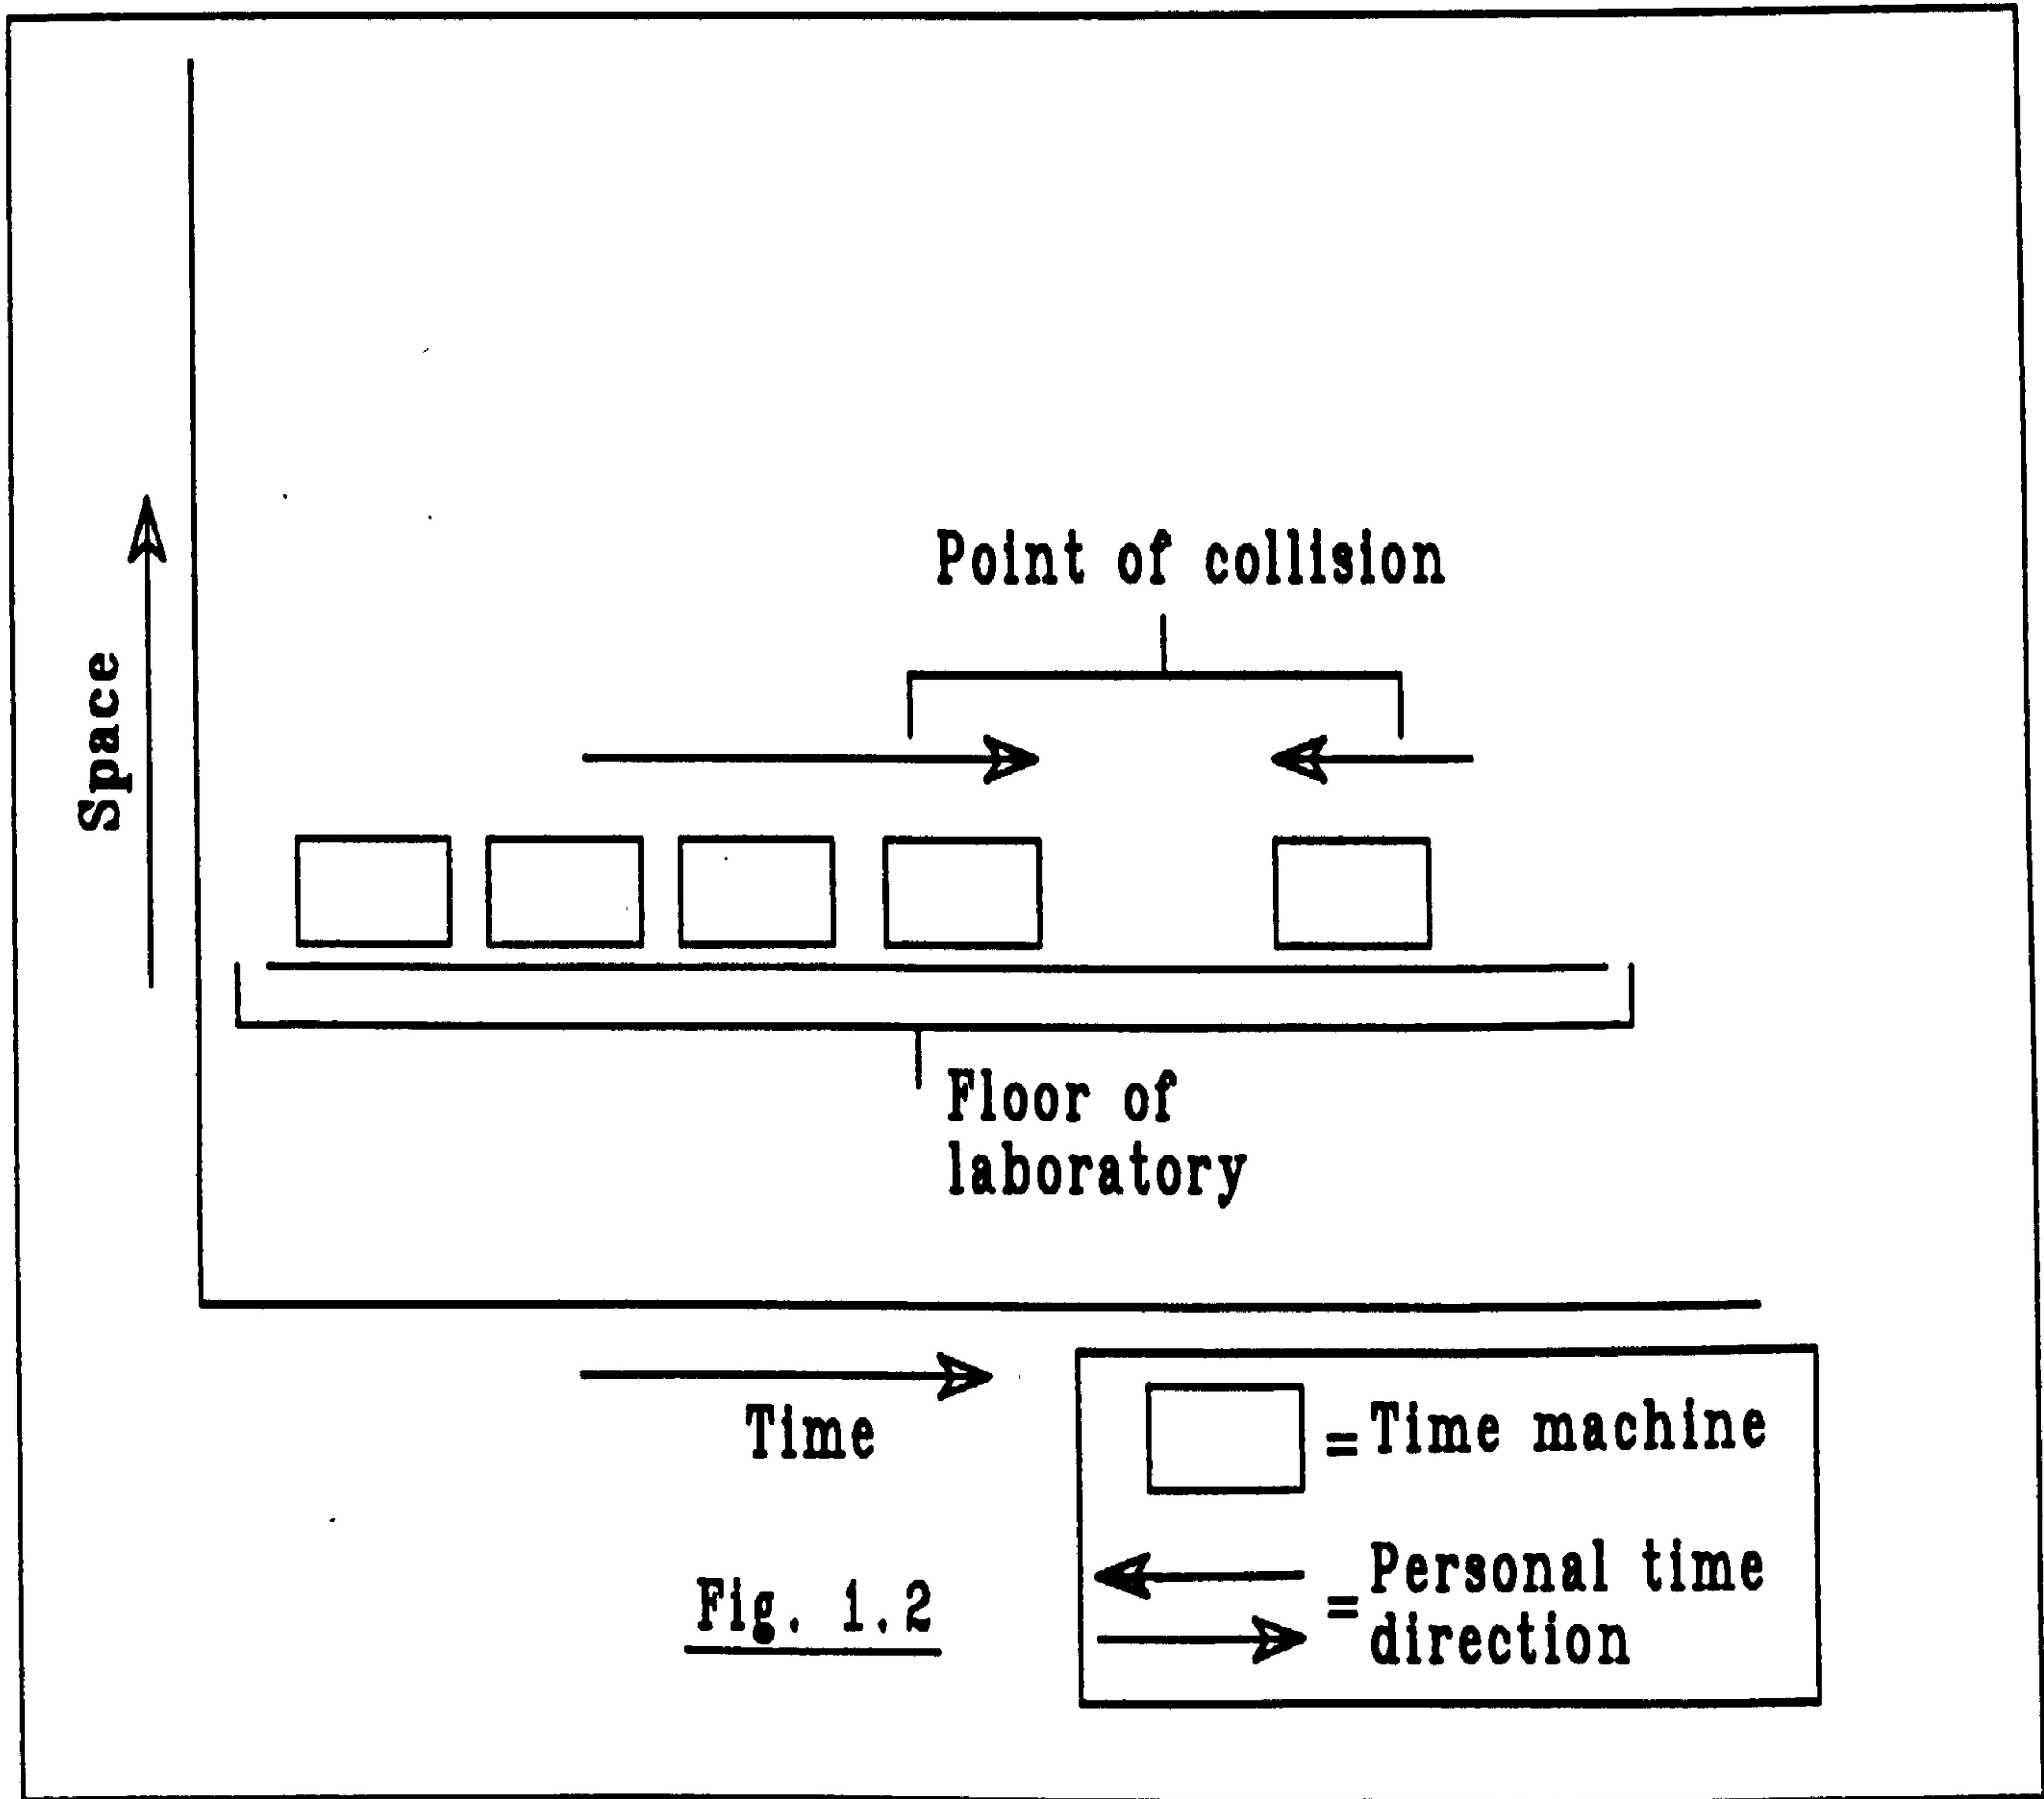 Point of collision
Space
Floor of
laboratory
Time
= Time machine
= Personal time
direction
Fig. 1.2